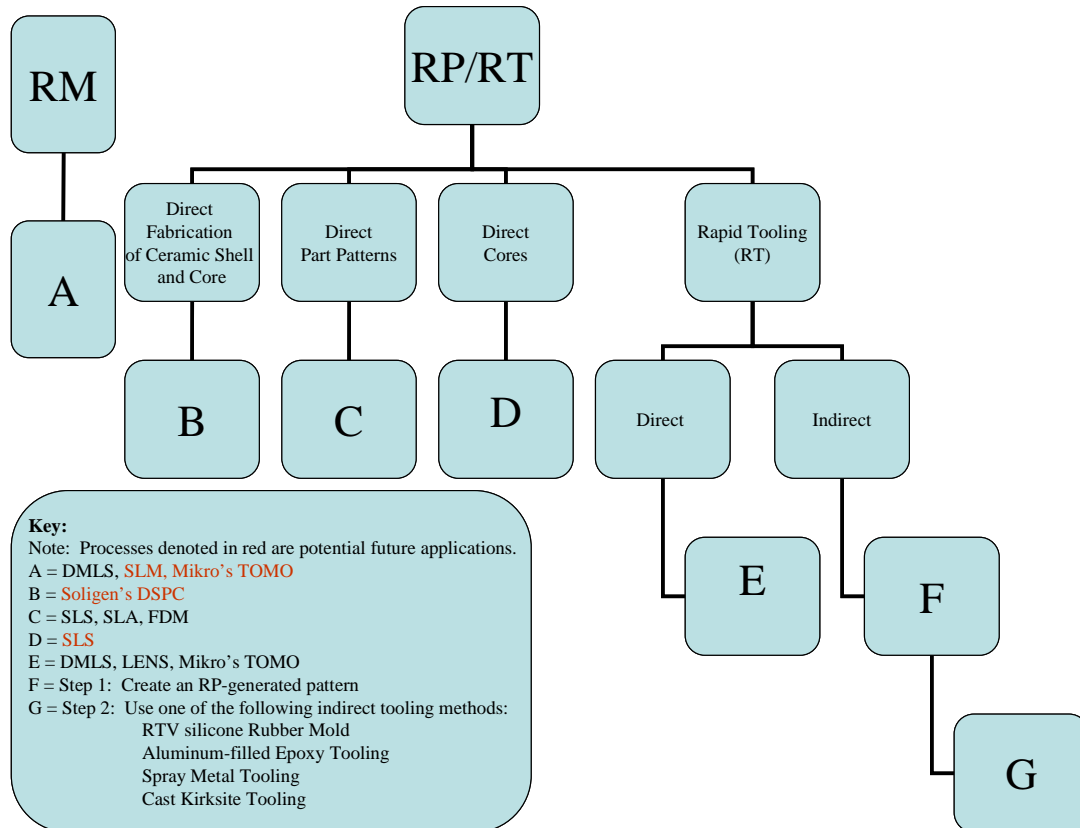 RM
RP/RT
Direct
Fabrication
of Ceramic Shell
and Core
Direct
Part Patterns
Direct
Cores
Rapid Tooling
(RT)
A
B
C
D
Direct
Indirect
E
F
G
Key:
Note: Processes denoted in red are potential future applications.
A = DMLS, SLM, Mikro’s TOMO
B = Soligen’s DSPC
C = SLS, SLA, FDM
D = SLS
E = DMLS, LENS, Mikro’s TOMO
F = Step 1: Create an RP-generated pattern
G = Step 2: Use one of the following indirect tooling methods:
RTV silicone Rubber Mold
Aluminum-filled Epoxy Tooling
Spray Metal Tooling
Cast Kirksite Tooling